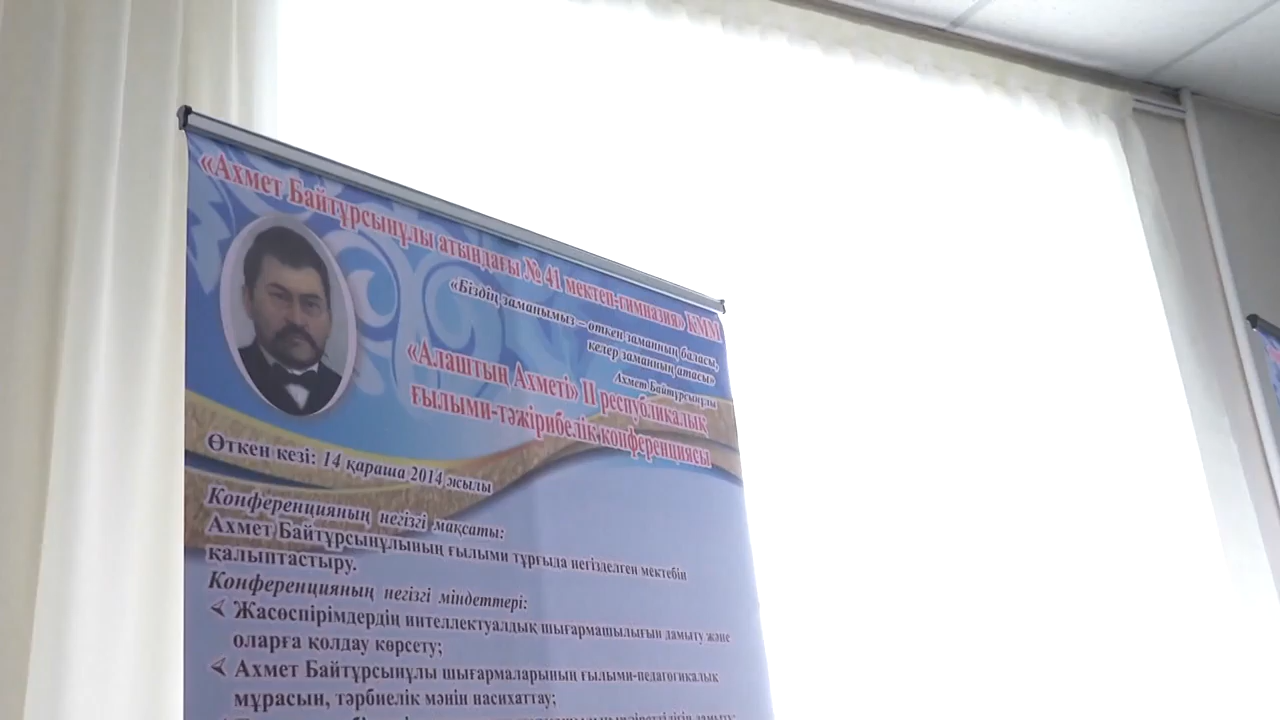 «Ахмет Байтұрсынұлы атындағы № 41 мектеп-гимназия» КММ
«Біздің заманымыз – өткен заманның баласы,
келер заманның атасы»
Ахмет Байтұрсынұлы
«Алаштың Ахметі» ІІ республикалық
ғылыми-тәжірибелік конференциясы
Өткен кезі: 14 қараша 2014 жылы
Конференцияның негізгі мақсаты:
Ахмет Байтұрсынұлының ғылыми тұрғыда негізделген мектебін
қалыптастыру.
Конференцияның негізгі міндеттері:
Жасөспірімдердің интеллектуалдық шығармашылығын дамыту және
оларға қолдау көрсету;
Ахмет Байтұрсынұлы шығармаларының ғылыми-педагогикалық
мұрасын, тәрбиелік мәнін насихаттау;